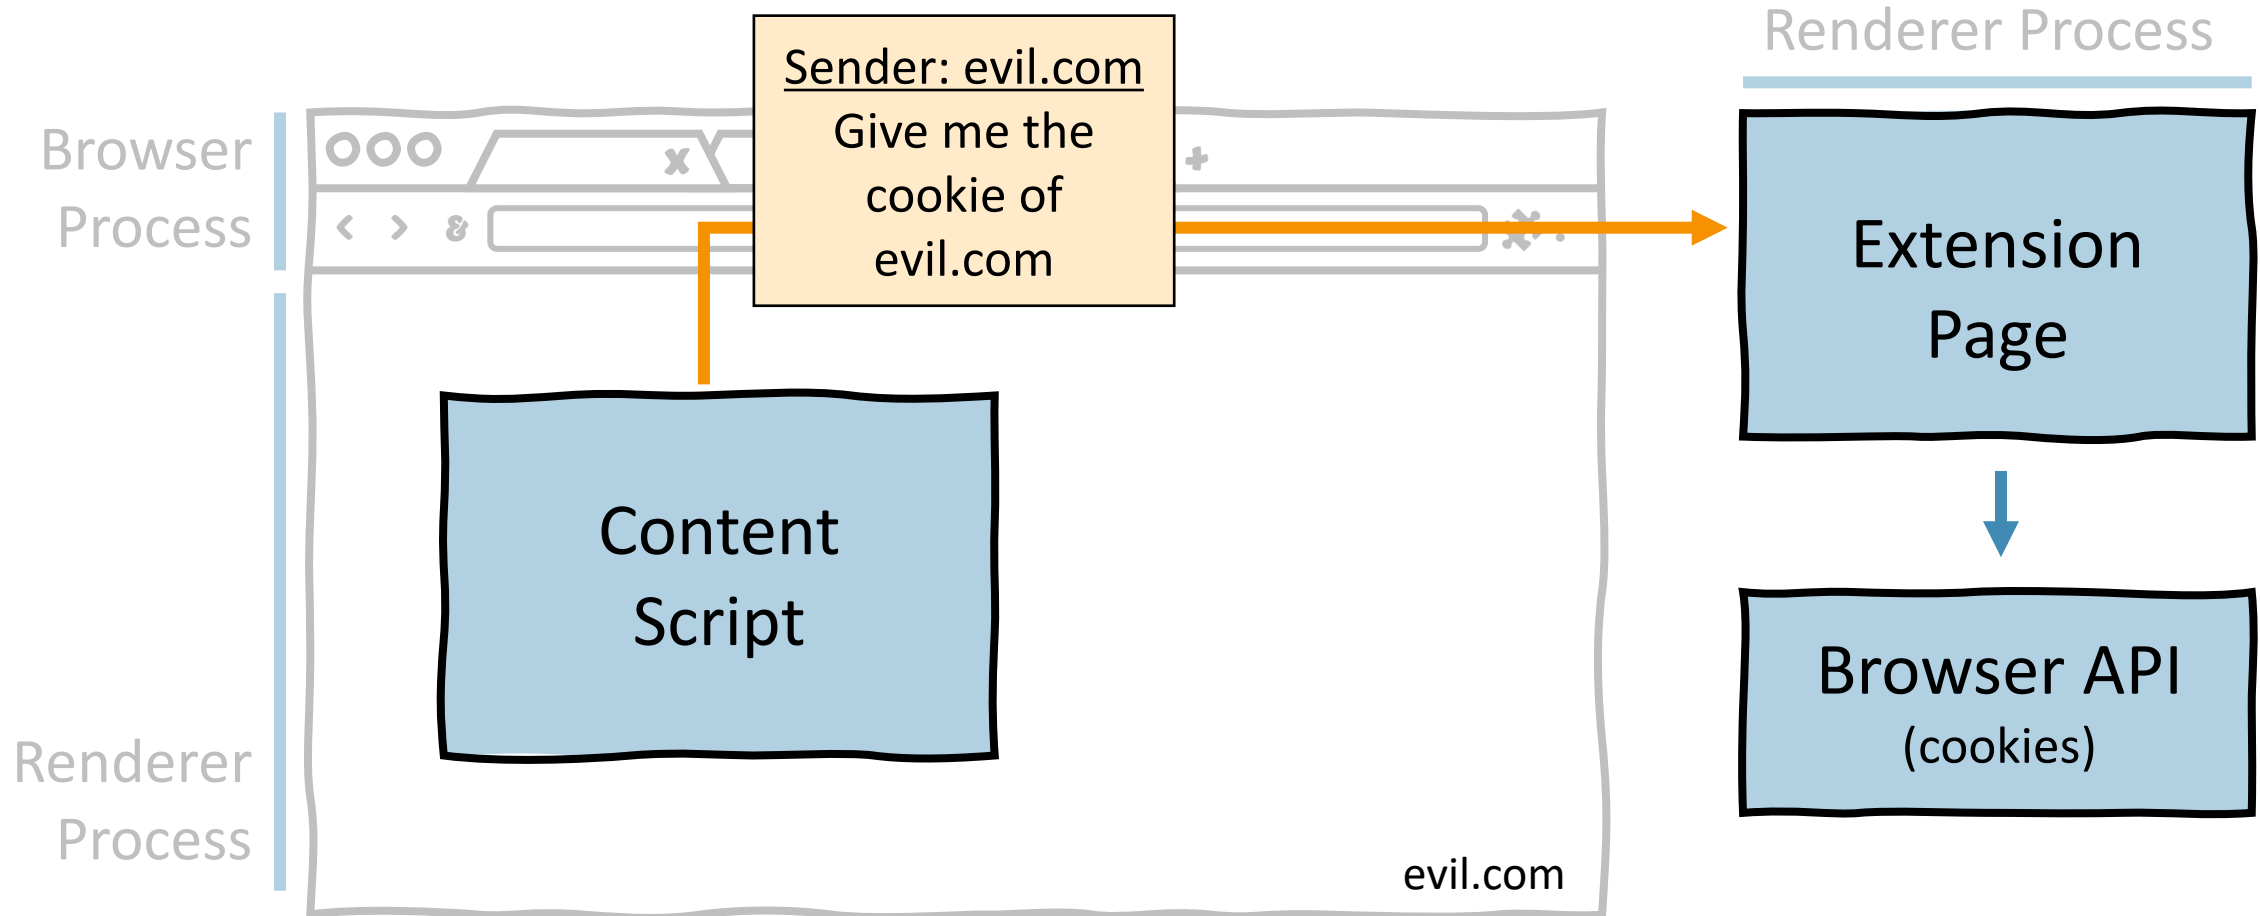 Renderer Process
Sender: evil.com
Give me the
cookie of
evil.com
Browser
Process
x
+
< > &
Extension
Page
Content
Script
Browser API
(cookies)
Renderer
Process
evil.com